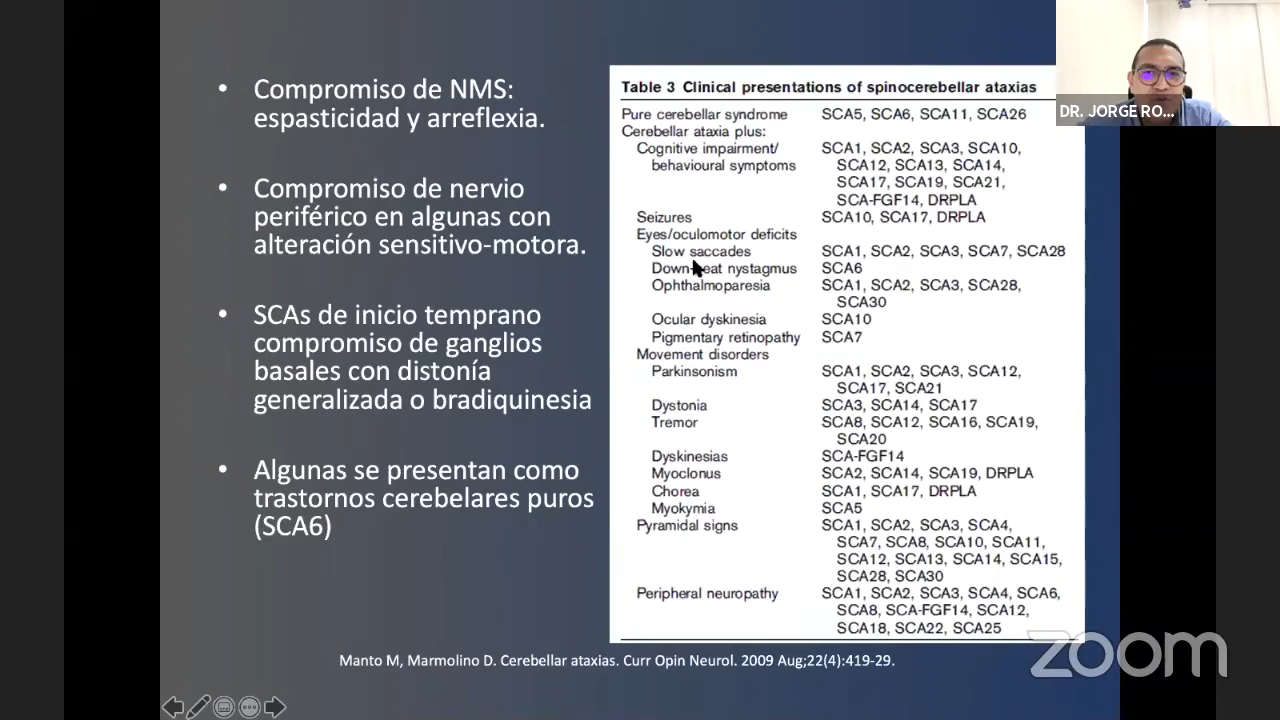 • Compromiso de NMS:
espasticidad y arreflexia.
• Compromiso de nervio
periférico en algunas con
alteración sensitivo-motora.
• SCAs de inicio temprano
compromiso de ganglios
basales con distonía
generalizada o bradiquinesia
• Algunas se presentan como
trastornos cerebelares puros
(SCA6)
Table 3 Clinical presentations of spinocerebellar ataxias
Pure cerebellar syndrome SCA5, SCA6, SCA11, SCA26
Cerebellar ataxia plus:
Cognitive impairment/ SCA1, SCA2, SCA3, SCA10,
behavioural symptoms SCA12, SCA13, SCA14,
SCA17, SCA19, SCA21,
SCA-FGF14, DRPLA
Seizures SCA10, SCA17, DRPLA
Eyes/oculomotor deficits
Slow saccades SCA1, SCA2, SCA3, SCA7, SCA28
Down-beat nystagmus SCA6
Ophthalmoparesia SCA1, SCA2, SCA3, SCA28,
SCA30
Ocular dyskinesia SCA10
Pigmentary retinopathy SCA7
Movement disorders
Parkinsonism SCA1, SCA2, SCA3, SCA12,
SCA17, SCA21
Dystonia SCA3, SCA14, SCA17
Tremor SCA8, SCA12, SCA16, SCA19,
SCA20
Dyskinesias SCA-FGF14
Myoclonus SCA2, SCA14, SCA19, DRPLA
Chorea SCA1, SCA17, DRPLA
Myokymia SCA5
Pyramidal signs SCA1, SCA2, SCA3, SCA4,
SCA7, SCA8, SCA10, SCA11,
SCA12, SCA13, SCA14, SCA15,
SCA28, SCA30
Peripheral neuropathy SCA1, SCA2, SCA3, SCA4, SCA6,
SCA8, SCA-FGF14, SCA12,
SCA18, SCA22, SCA25
Manto M, Marmolino D. Cerebellar ataxias. Curr Opin Neurol. 2009 Aug;22(4):419-29.
DR. JORGE RO...
zoom